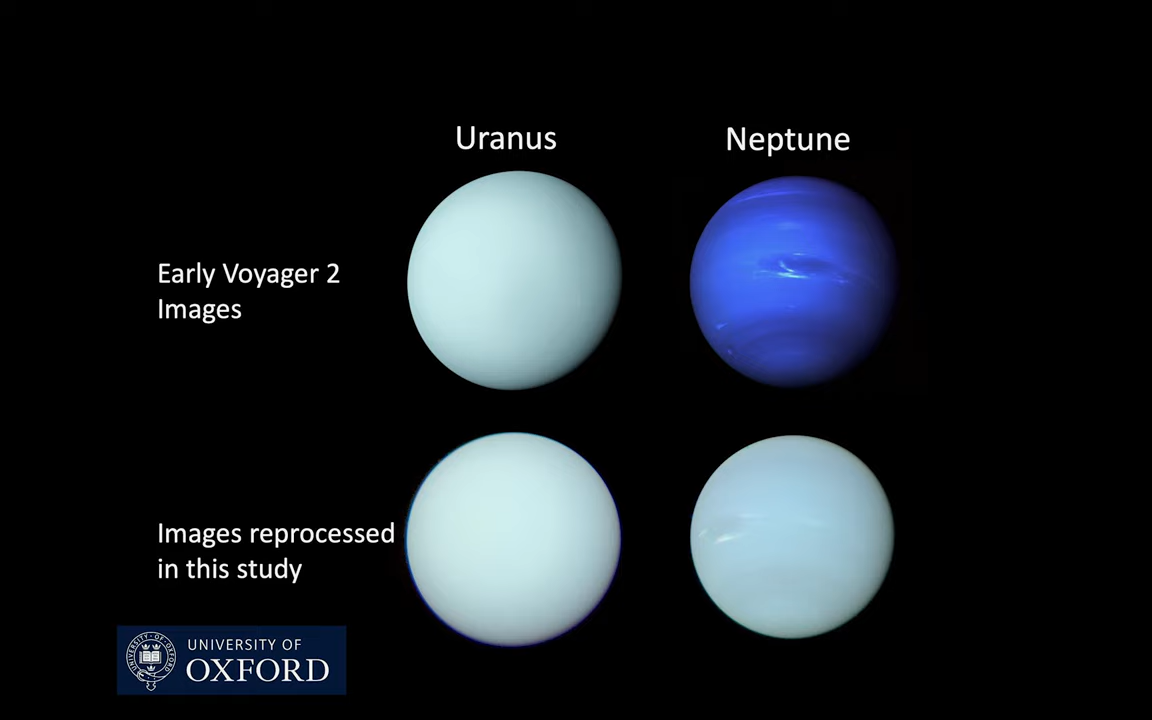 Uranus
Neptune
Early Voyager 2
Images
Images reprocessed
in this study
UNIVERSITY OF
OXFORD